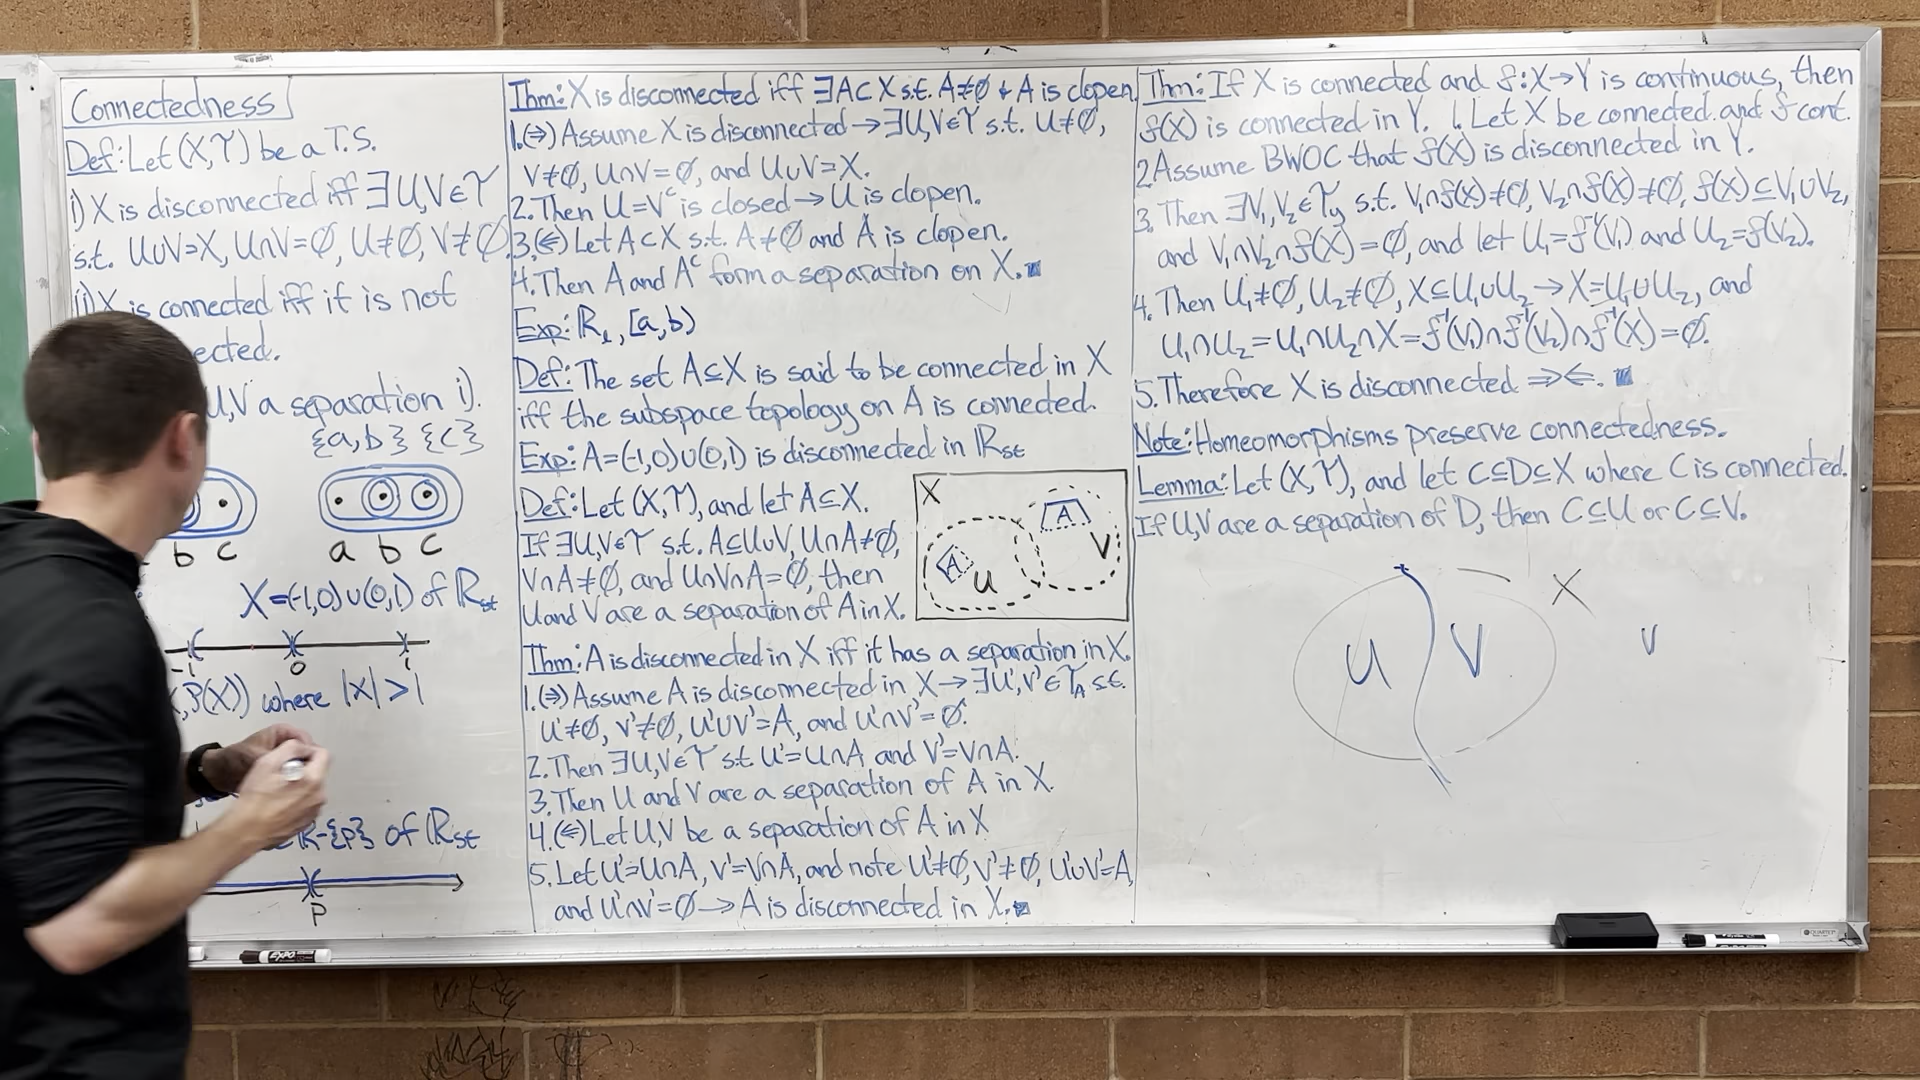 Connectedness
Def: Let (X,Ƭ) be a T.S.
i) X is disconnected iff ∃U,V∈Ƭ
s.t. U∪V=X, U∩V=∅, U≠∅, V≠∅.
ii) X is connected iff it is not
ected.
U,V a separation i).
{a,b} {c}
b c
a b c
X=(-1,0)∪(0,1) of ℝst
-1 0 1
P(X)) where |X|>1
ℝ-{p} of ℝst
P
EXPO
Thm: X is disconnected iff ∃A⊂X s.t. A≠∅ & A is clopen.
1.(⇒) Assume X is disconnected → ∃U,V∈Ƭ s.t. U≠∅,
V≠∅, U∩V=∅, and U∪V=X.
2. Then U=Vᶜ is closed → U is clopen.
3.(⇐) Let A⊂X s.t. A≠∅ and A is clopen.
4. Then A and Aᶜ form a separation on X. ■
Exp: ℝℓ, [a,b)
Def: The set A⊆X is said to be connected in X
iff the subspace topology on A is connected.
Exp: A=(-1,0)∪(0,1) is disconnected in ℝst
Def: Let (X,Ƭ), and let A⊆X.
If ∃U,V∈Ƭ s.t. A⊆U∪V, U∩A≠∅,
V∩A≠∅, and U∩V∩A=∅, then
U and V are a separation of A in X.
X
A
V
A
U
Thm: A is disconnected in X iff it has a separation in X.
1.(⇒) Assume A is disconnected in X → ∃U',V'∈Ƭ_A s.t.
U'≠∅, V'≠∅, U'∪V'=A, and U'∩V'=∅.
2. Then ∃U,V∈Ƭ s.t. U'=U∩A and V'=V∩A.
3. Then U and V are a separation of A in X.
4.(⇐) Let U,V be a separation of A in X
5. Let U'=U∩A, V'=V∩A, and note U'≠∅, V'≠∅, U'∪V'=A,
and U'∩V'=∅ → A is disconnected in X. ■
Thm: If X is connected and f:X→Y is continuous, then
f(X) is connected in Y. 1. Let X be connected and f cont.
2 Assume BWOC that f(X) is disconnected in Y.
3. Then ∃V₁,V₂∈Ƭ_y s.t. V₁∩f(X)≠∅, V₂∩f(X)≠∅, f(X)⊆V₁∪V₂,
and V₁∩V₂∩f(X)=∅, and let U₁=f⁻¹(V₁) and U₂=f⁻¹(V₂).
4. Then U₁≠∅, U₂≠∅, X⊆U₁∪U₂ → X=U₁∪U₂, and
U₁∩U₂=U₁∩U₂∩X=f⁻¹(V₁)∩f⁻¹(V₂)∩f⁻¹(X)=∅.
5. Therefore X is disconnected ⇒⇐. ■
Note: Homeomorphisms preserve connectedness.
Lemma: Let (X,Ƭ), and let C⊆D⊆X where C is connected.
If U,V are a separation of D, then C⊆U or C⊆V.
X
U V
V